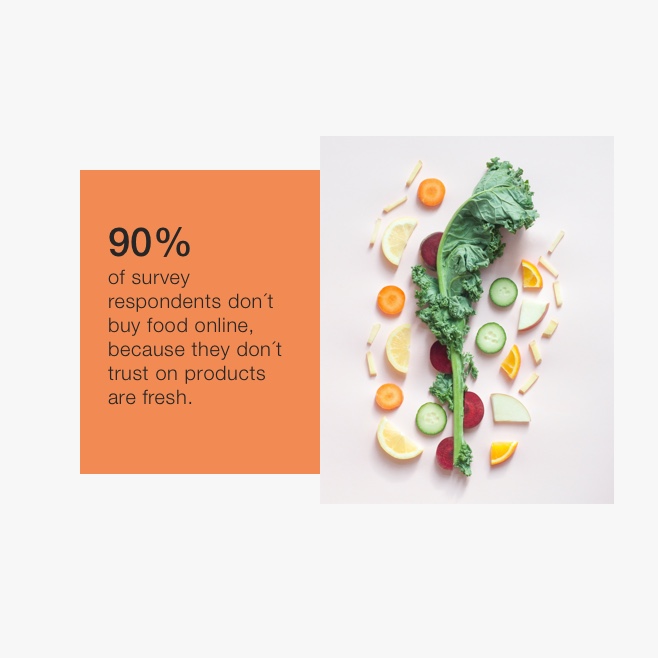 90%
of survey
respondents don´t
buy food online,
because they don´t
trust on products
are fresh.